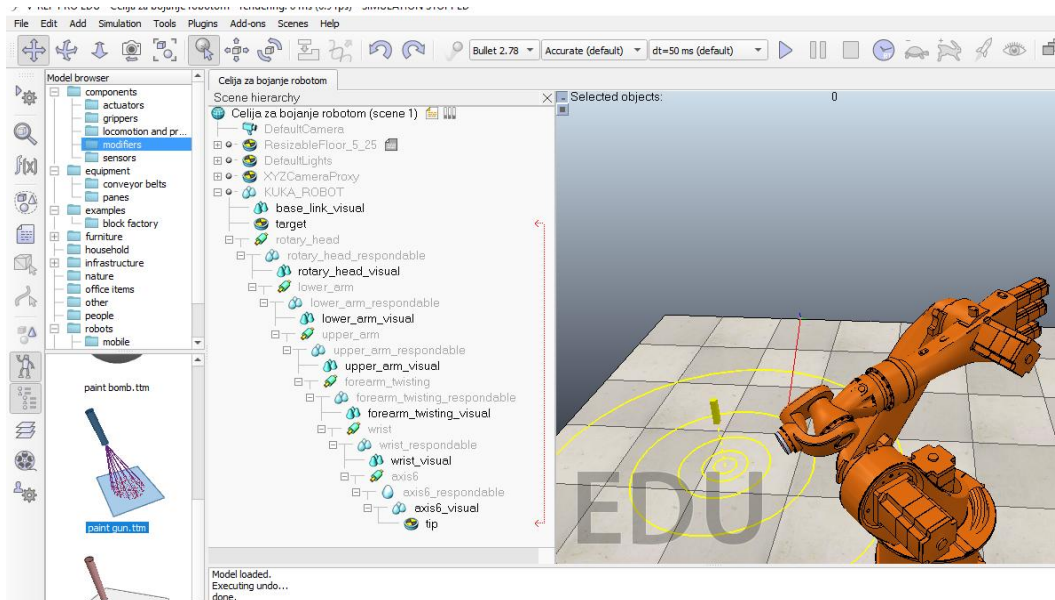 File Edit Add Simulation Tools Plugins Add-ons Scenes Help
Bullet 2.78 Accurate (default) dt=50 ms (default)
Model browser
components
actuators
grippers
locomotion and pr...
modifiers
sensors
equipment
conveyor belts
panes
examples
block factory
furniture
household
infrastructure
nature
office items
other
people
robots
mobile
paint bomb.ttm
paint gun.ttm
Celija za bojanje robotom
Scene hierarchy
Celija za bojanje robotom (scene 1)
DefaultCamera
ResizableFloor_5_25
DefaultLights
XYZCameraProxy
KUKA_ROBOT
base_link_visual
target
rotary_head
rotary_head_respondable
rotary_head_visual
lower_arm
lower_arm_respondable
lower_arm_visual
upper_arm
upper_arm_respondable
upper_arm_visual
forearm_twisting
forearm_twisting_respondable
forearm_twisting_visual
wrist
wrist_respondable
wrist_visual
axis6
axis6_respondable
axis6_visual
tip
Selected objects: 0
EDU
Model loaded.
Executing undo...
done.